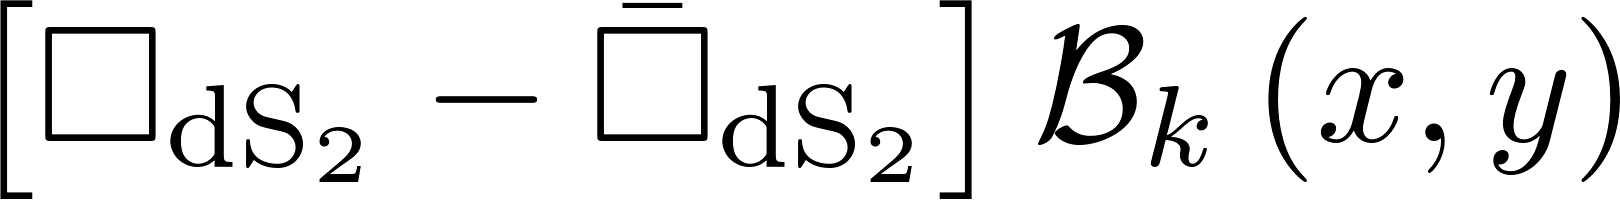 [□_{dS_2} − \bar{□}_{dS_2}] ℬ_k (x, y)